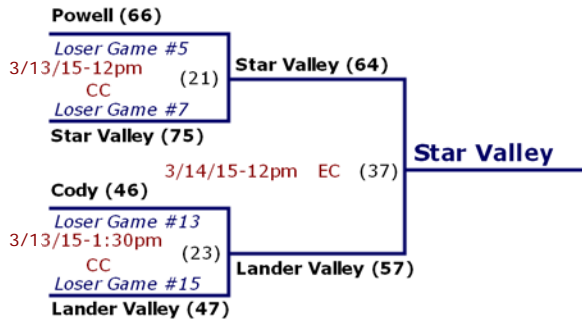 Powell (66)
Loser Game #5
3/13/15-12pm
CC
(21)
Loser Game #7
Star Valley (75)
Star Valley (64)
3/14/15-12pm EC (37)
Star Valley
Cody (46)
Loser Game #13
3/13/15-1:30pm
CC
(23)
Loser Game #15
Lander Valley (47)
Lander Valley (57)